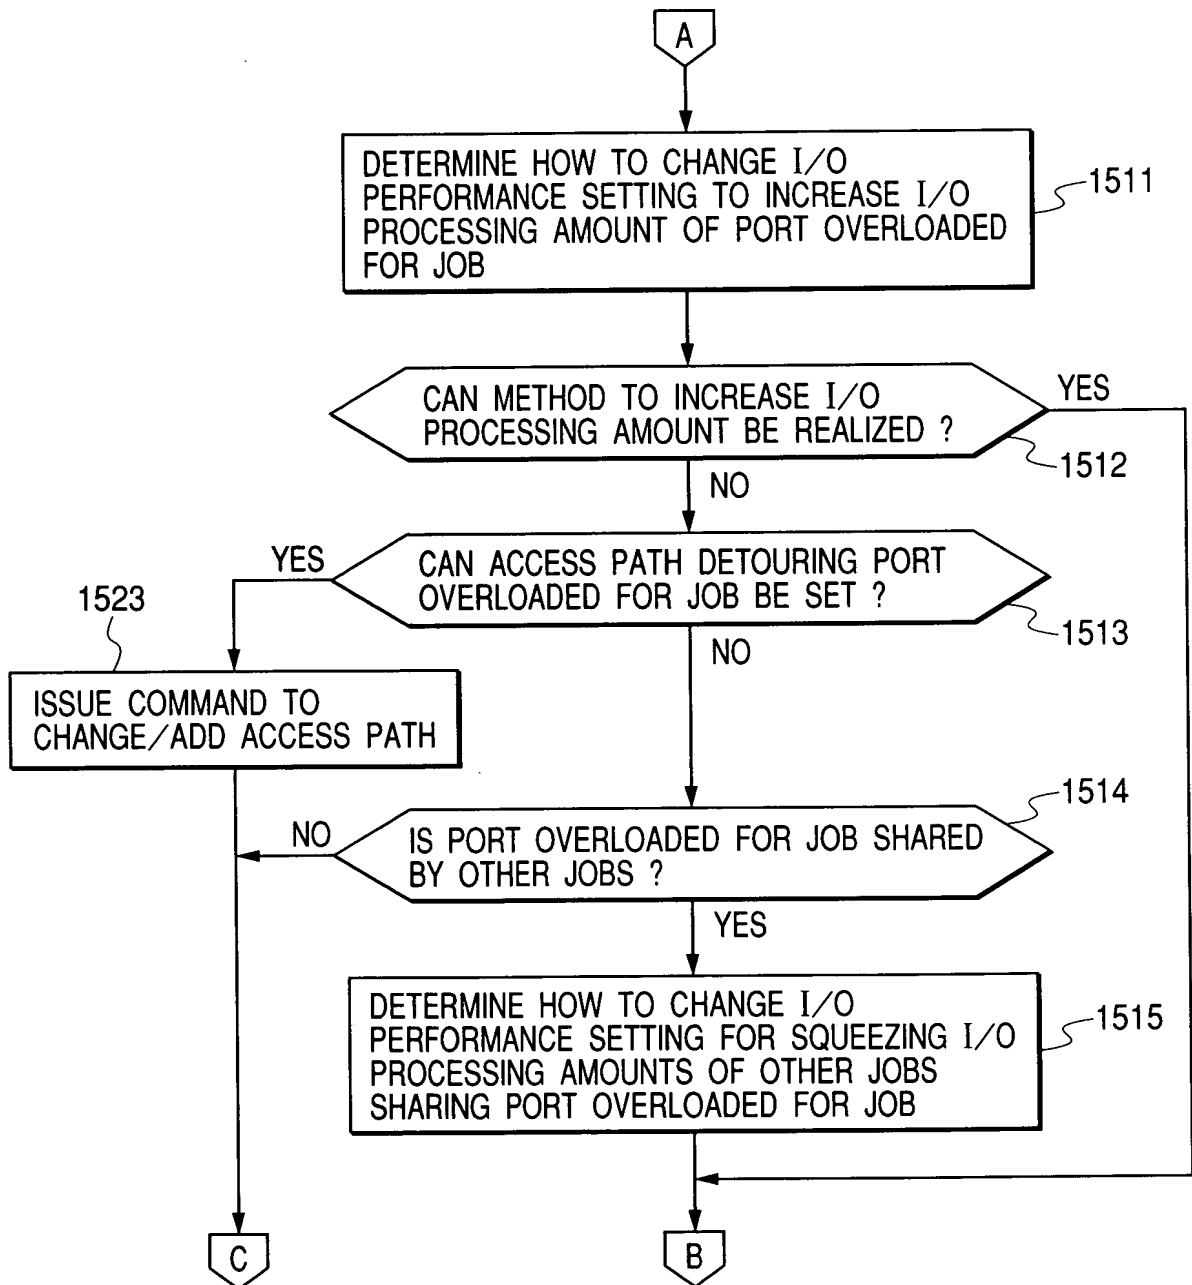 A
DETERMINE HOW TO CHANGE I/O
PERFORMANCE SETTING TO INCREASE I/O
PROCESSING AMOUNT OF PORT OVERLOADED
FOR JOB
1511
CAN METHOD TO INCREASE I/O
PROCESSING AMOUNT BE REALIZED ?
YES
1512
NO
CAN ACCESS PATH DETOURING PORT
OVERLOADED FOR JOB BE SET ?
YES
1513
NO
1523
ISSUE COMMAND TO
CHANGE/ADD ACCESS PATH
1514
IS PORT OVERLOADED FOR JOB SHARED
BY OTHER JOBS ?
NO
YES
DETERMINE HOW TO CHANGE I/O
PERFORMANCE SETTING FOR SQUEEZING I/O
PROCESSING AMOUNTS OF OTHER JOBS
SHARING PORT OVERLOADED FOR JOB
1515
C
B